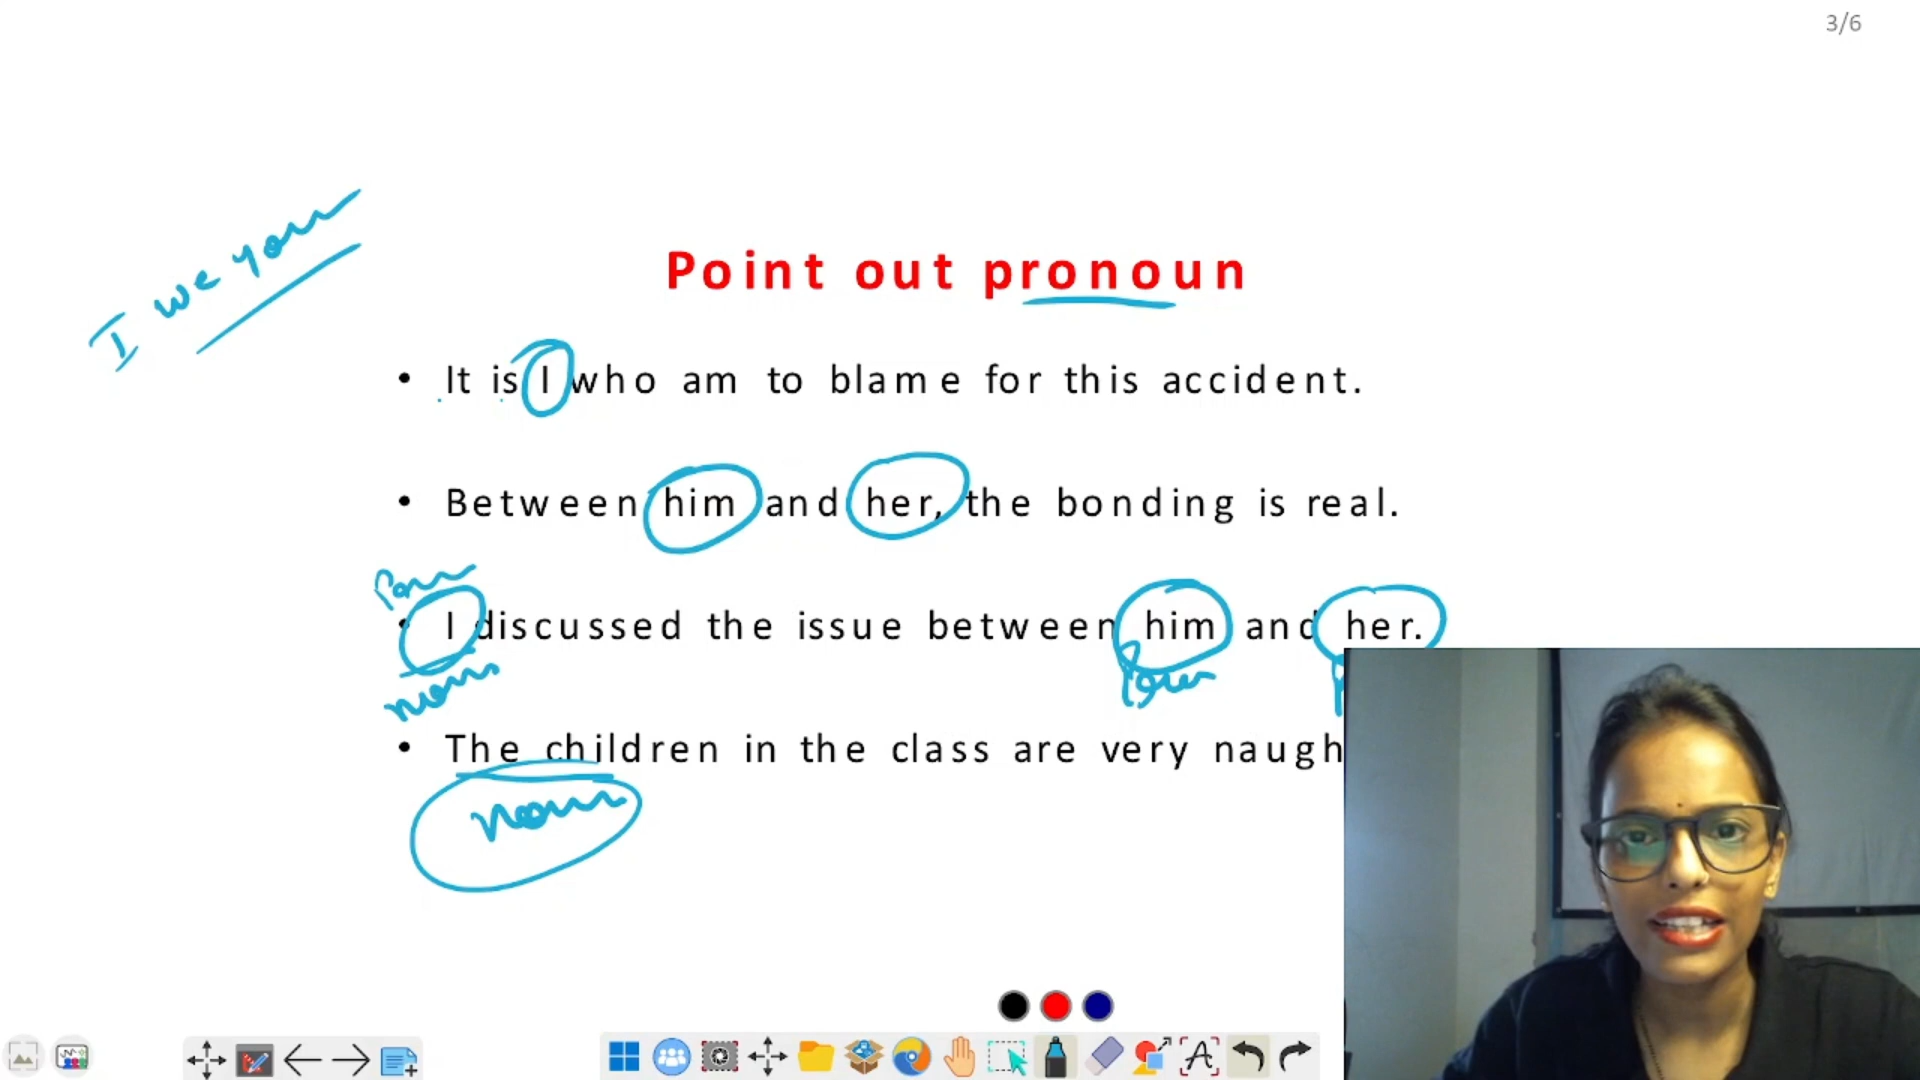 3/6
I we you
Point out pronoun
• It is I who am to blame for this accident.
• Between him and her, the bonding is real.
• I discussed the issue between him and her.
noun
• The children in the class are very naugh
noun